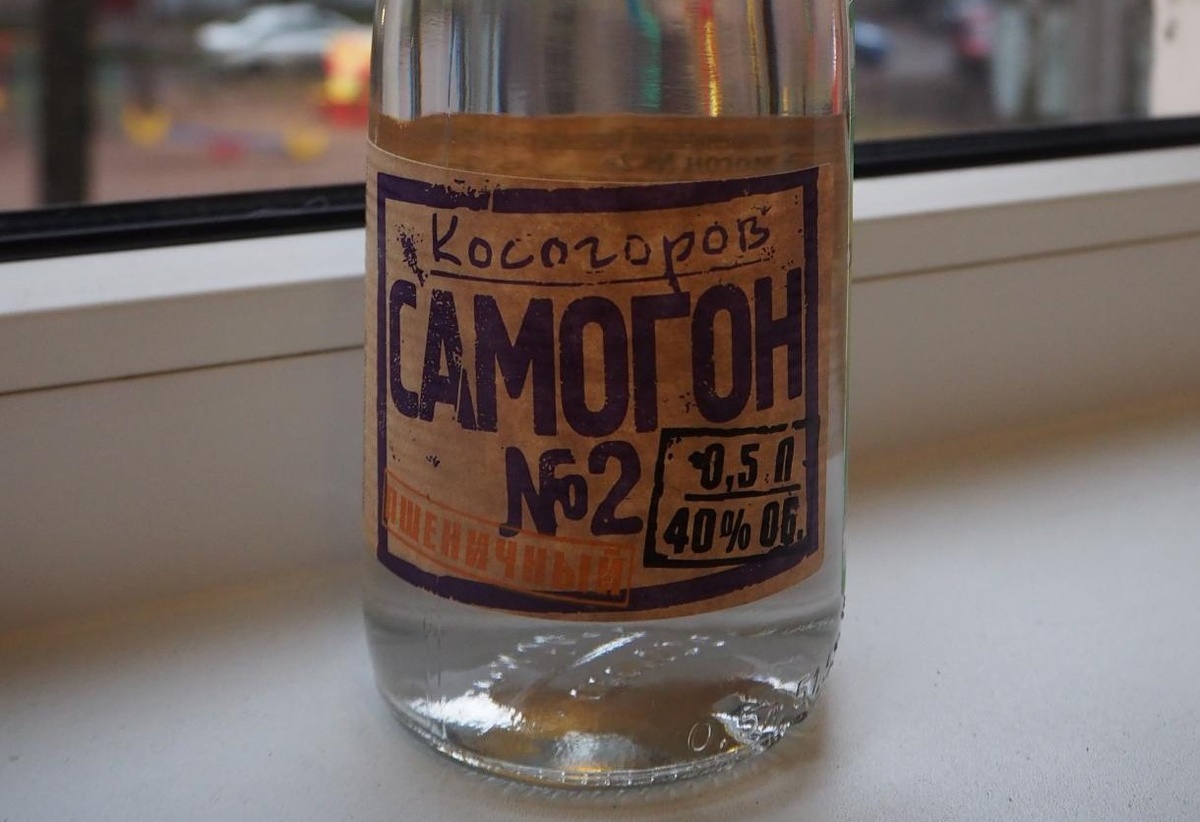 Косогоров
САМОГОН
№2
0,5 Л
40% ОБ.
ПШЕНИЧНЫЙ